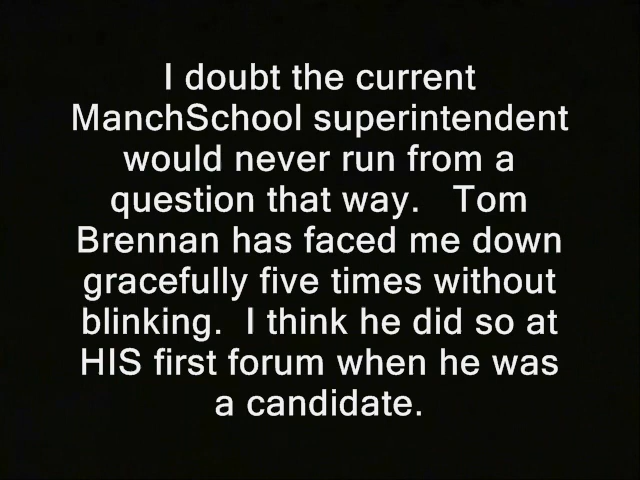 I doubt the current
ManchSchool superintendent
would never run from a
question that way.   Tom
Brennan has faced me down
gracefully five times without
blinking.  I think he did so at
HIS first forum when he was
a candidate.